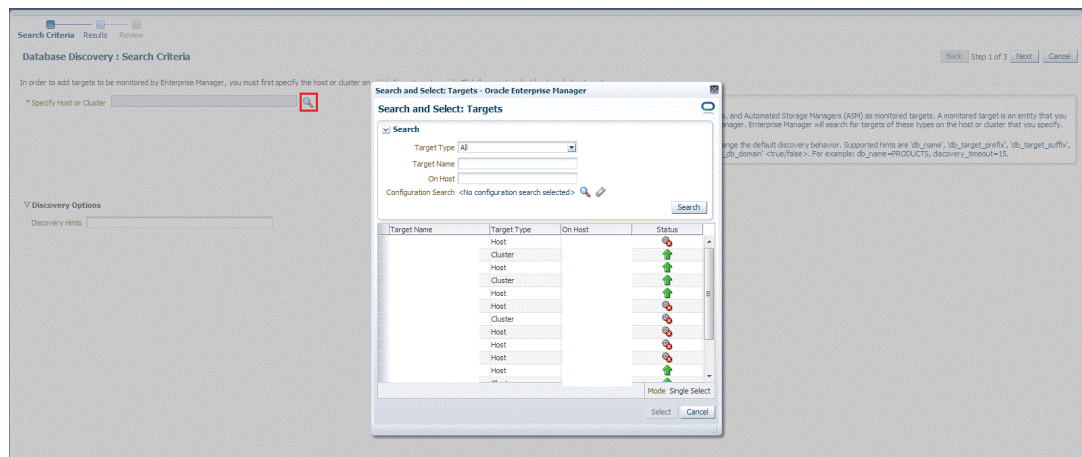 Search Criteria Results Review
Database Discovery : Search Criteria
Back Step 1 of 3 Next Cancel
In order to add targets to be monitored by Enterprise Manager, you must first specify the host or cluster on
* Specify Host or Cluster
s, and Automated Storage Managers (ASM) as monitored targets. A monitored target is an entity that you
anager. Enterprise Manager will search for targets of these types on the host or cluster that you specify.
ange the default discovery behavior. Supported hints are 'db_name', 'db_target_prefix', 'db_target_suffix',
_db_domain' <true/false>. For example: db_name=PRODUCTS, discovery_timeout=15.
Discovery Options
Discovery Hints
Search and Select: Targets - Oracle Enterprise Manager
Search and Select: Targets
Search
Target Type All
Target Name
On Host
Configuration Search <No configuration search selected>
Search
Target Name Target Type On Host Status
Host
Cluster
Host
Cluster
Host
Host
Cluster
Host
Host
Host
Host
Mode Single Select
Select Cancel